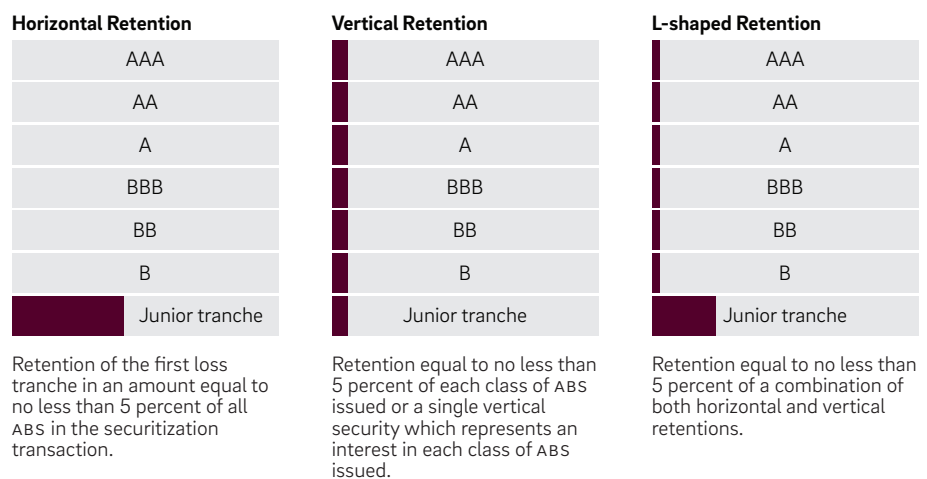 Horizontal Retention
AAA
AA
A
BBB
BB
B
Junior tranche
Retention of the first loss
tranche in an amount equal to
no less than 5 percent of all
ABS in the securitization
transaction.
Vertical Retention
AAA
AA
A
BBB
BB
B
Junior tranche
Retention equal to no less than
5 percent of each class of ABS
issued or a single vertical
security which represents an
interest in each class of ABS
issued.
L-shaped Retention
AAA
AA
A
BBB
BB
B
Junior tranche
Retention equal to no less than
5 percent of a combination of
both horizontal and vertical
retentions.